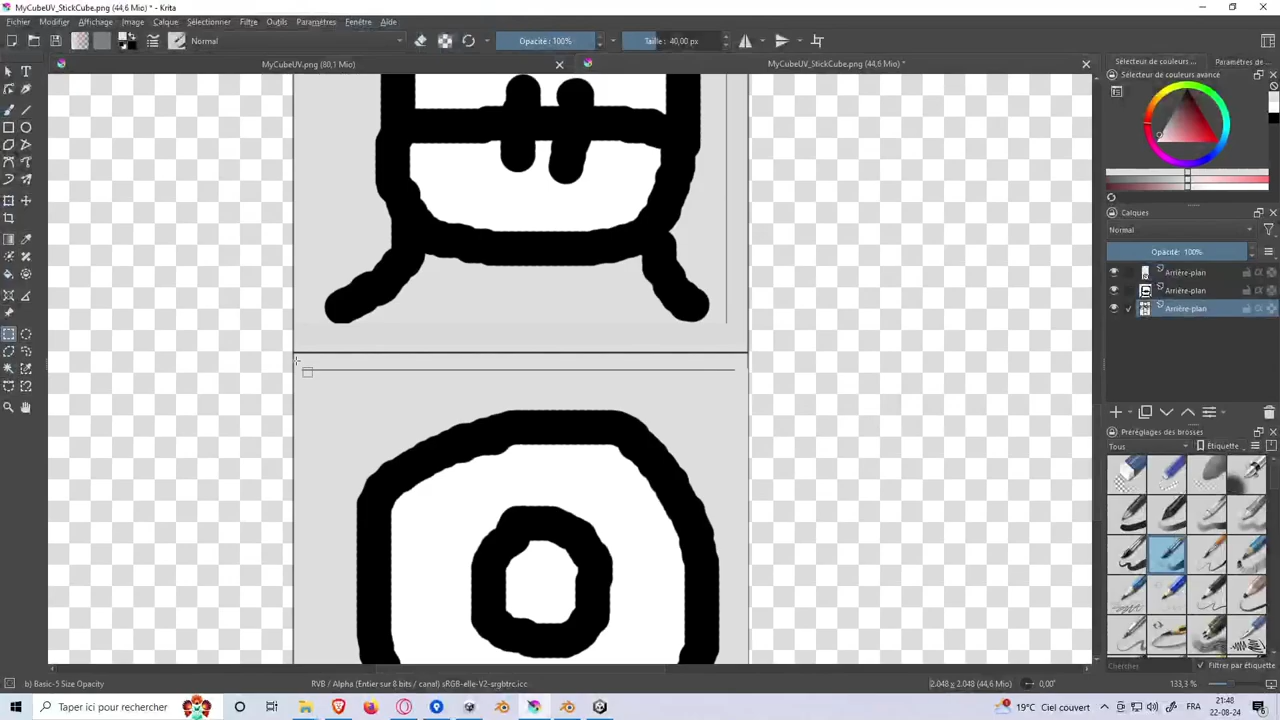 MyCubeUV_StickCube.png (44,6 Mio) * - Krita
Fichier Modifier Affichage Image Calque Sélectionner Filtre Outils Paramètres Fenêtre Aide
Normal
Opacité : 100%
Taille : 40,00 px
MyCubeUV.png (80,1 Mio)
MyCubeUV_StickCube.png (44,6 Mio) *
Sélecteur de couleurs ...
Paramètres de...
Sélecteur de couleurs avancé
Calques
Normal
Opacité: 100%
Arrière-plan
Arrière-plan
Arrière-plan
Préréglages des brosses
Tous
Étiquette
Chercher
Filtrer par étiquette
b) Basic-5 Size Opacity
RVB / Alpha (Entier sur 8 bits / canal) sRGB-elle-V2-srgbtrc.icc
2.048 x 2.048 (44,6 Mio)
0,00°
133,3 %
Taper ici pour rechercher
19°C Ciel couvert
FRA
21:48
22-08-24